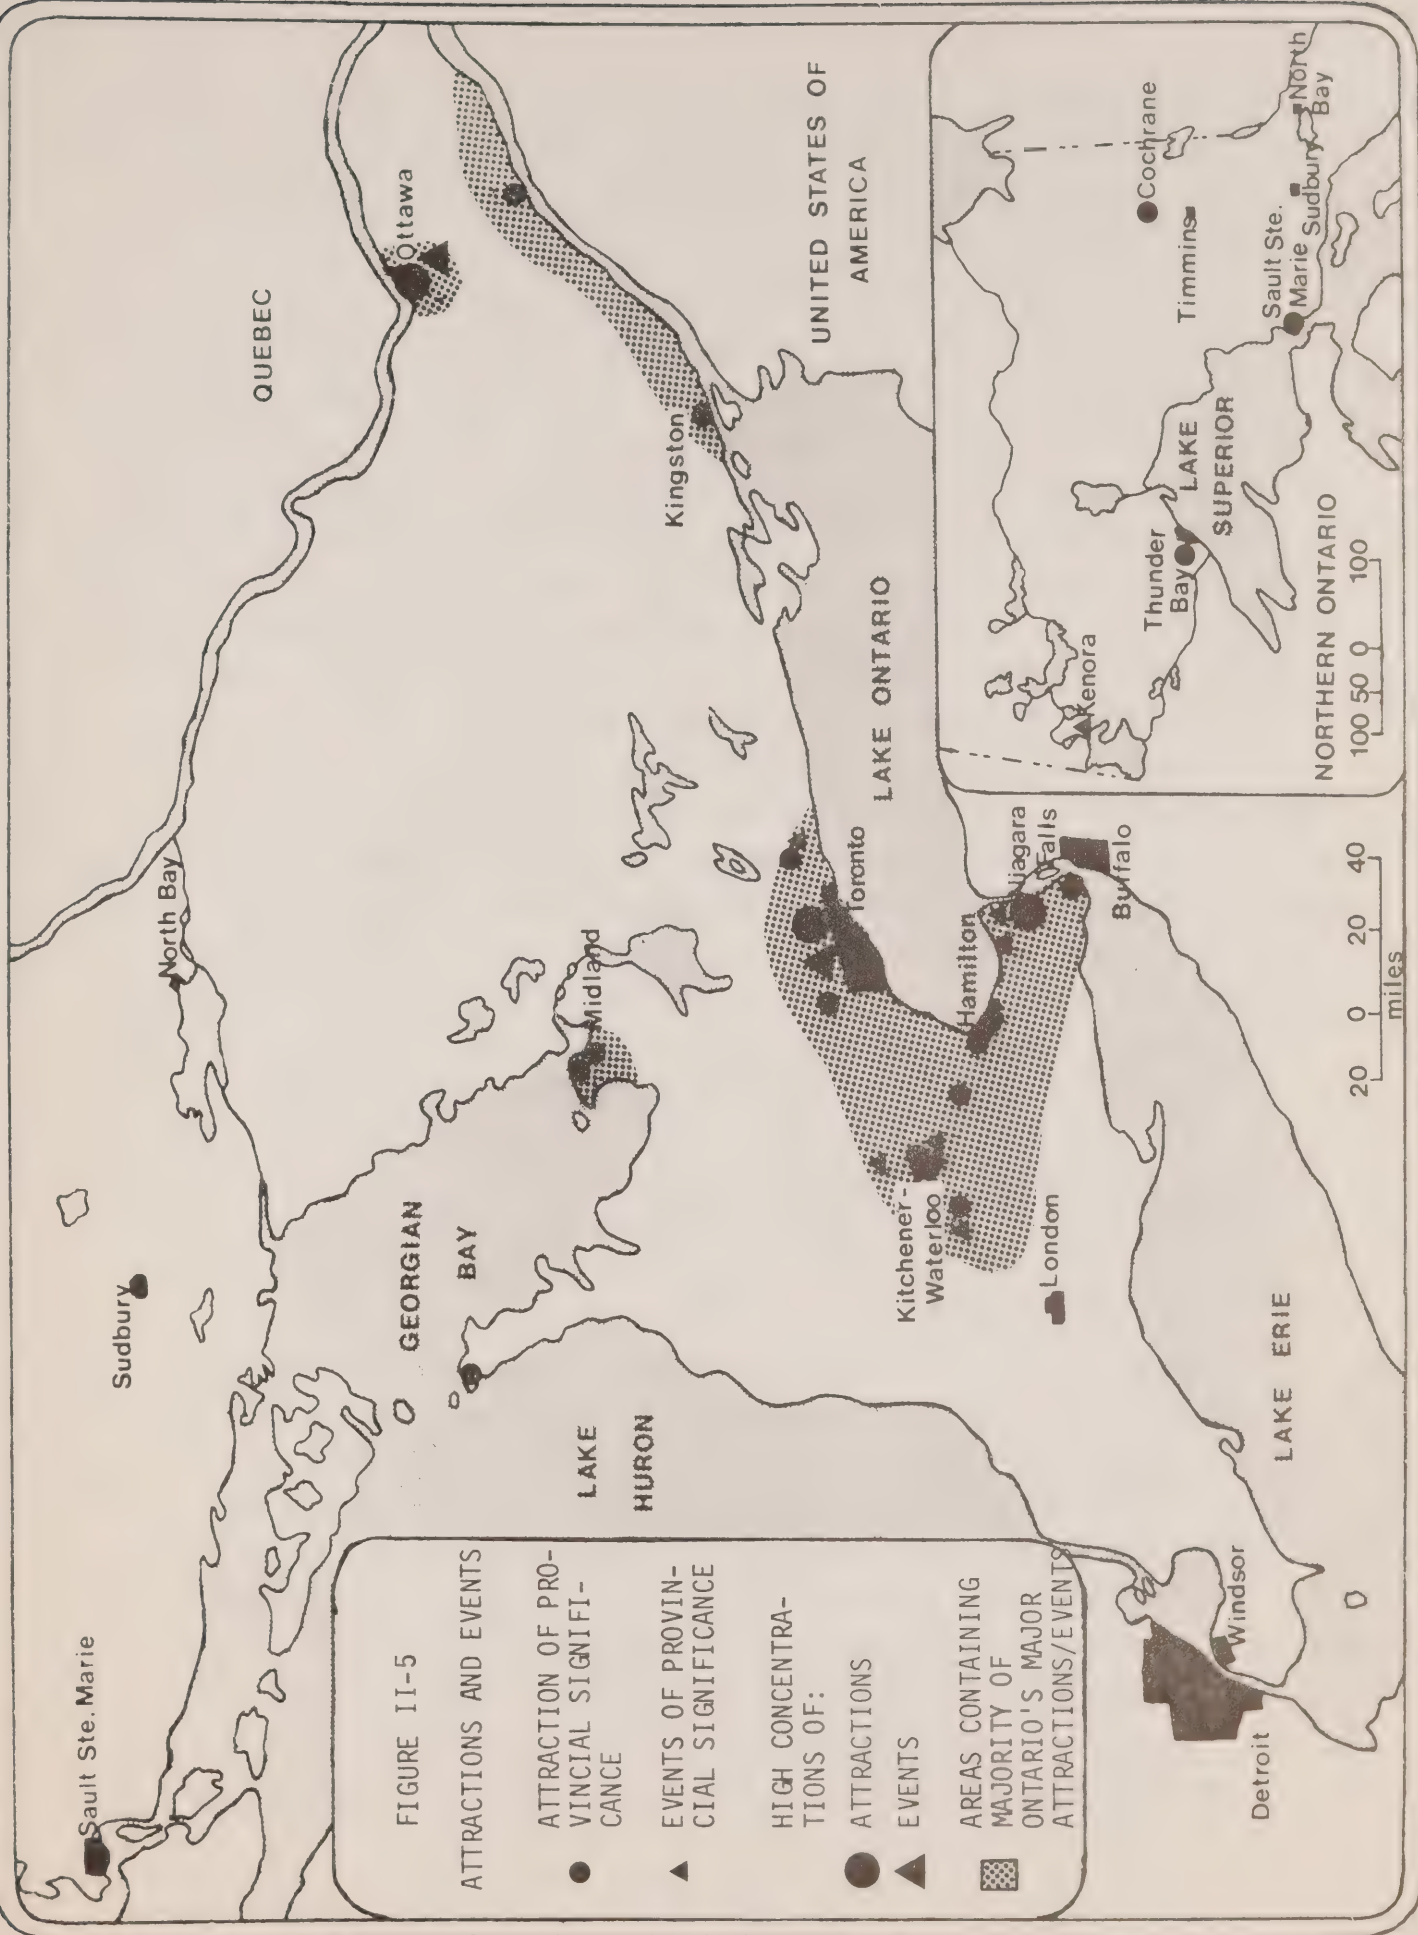 FIGURE II-5
ATTRACTIONS AND EVENTS
ATTRACTION OF PRO-
VINCIAL SIGNIFI-
CANCE
EVENTS OF PROVIN-
CIAL SIGNIFICANCE
HIGH CONCENTRA-
TIONS OF:
ATTRACTIONS
EVENTS
AREAS CONTAINING
MAJORITY OF
ONTARIO'S MAJOR
ATTRACTIONS/EVENTS
Sault Ste. Marie
Sudbury
North Bay
QUEBEC
Ottawa
GEORGIAN
BAY
Midland
Kingston
LAKE
HURON
UNITED STATES OF
AMERICA
LAKE ONTARIO
Toronto
Hamilton
Kitchener-
Waterloo
London
Niagara
Falls
Buffalo
LAKE ERIE
Windsor
Detroit
20 0 20 40
miles
Cochrane
Timmins
North
Bay
Sudbury
Sault Ste.
Marie
LAKE
SUPERIOR
Thunder
Bay
Kenora
NORTHERN ONTARIO
100 50 0 100